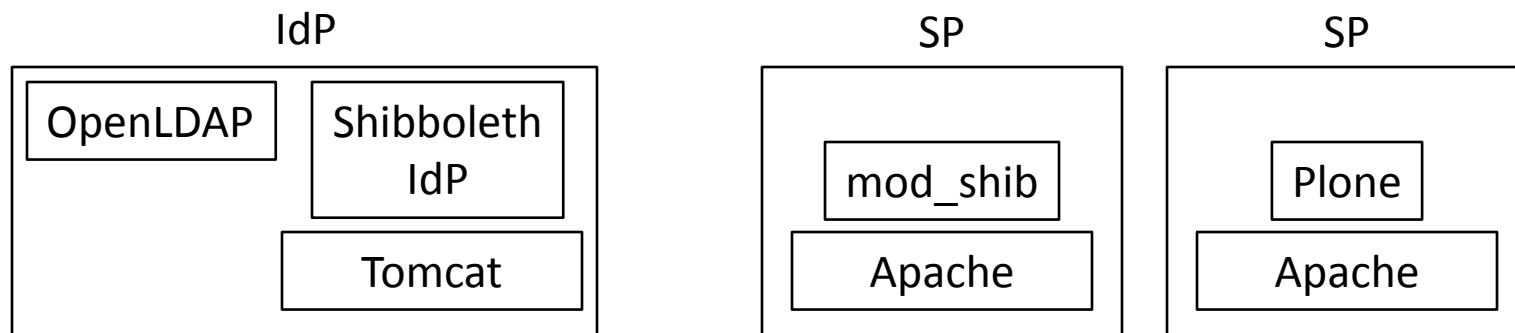 IdP
OpenLDAP
Shibboleth
IdP
Tomcat
SP
mod_shib
Apache
SP
Plone
Apache